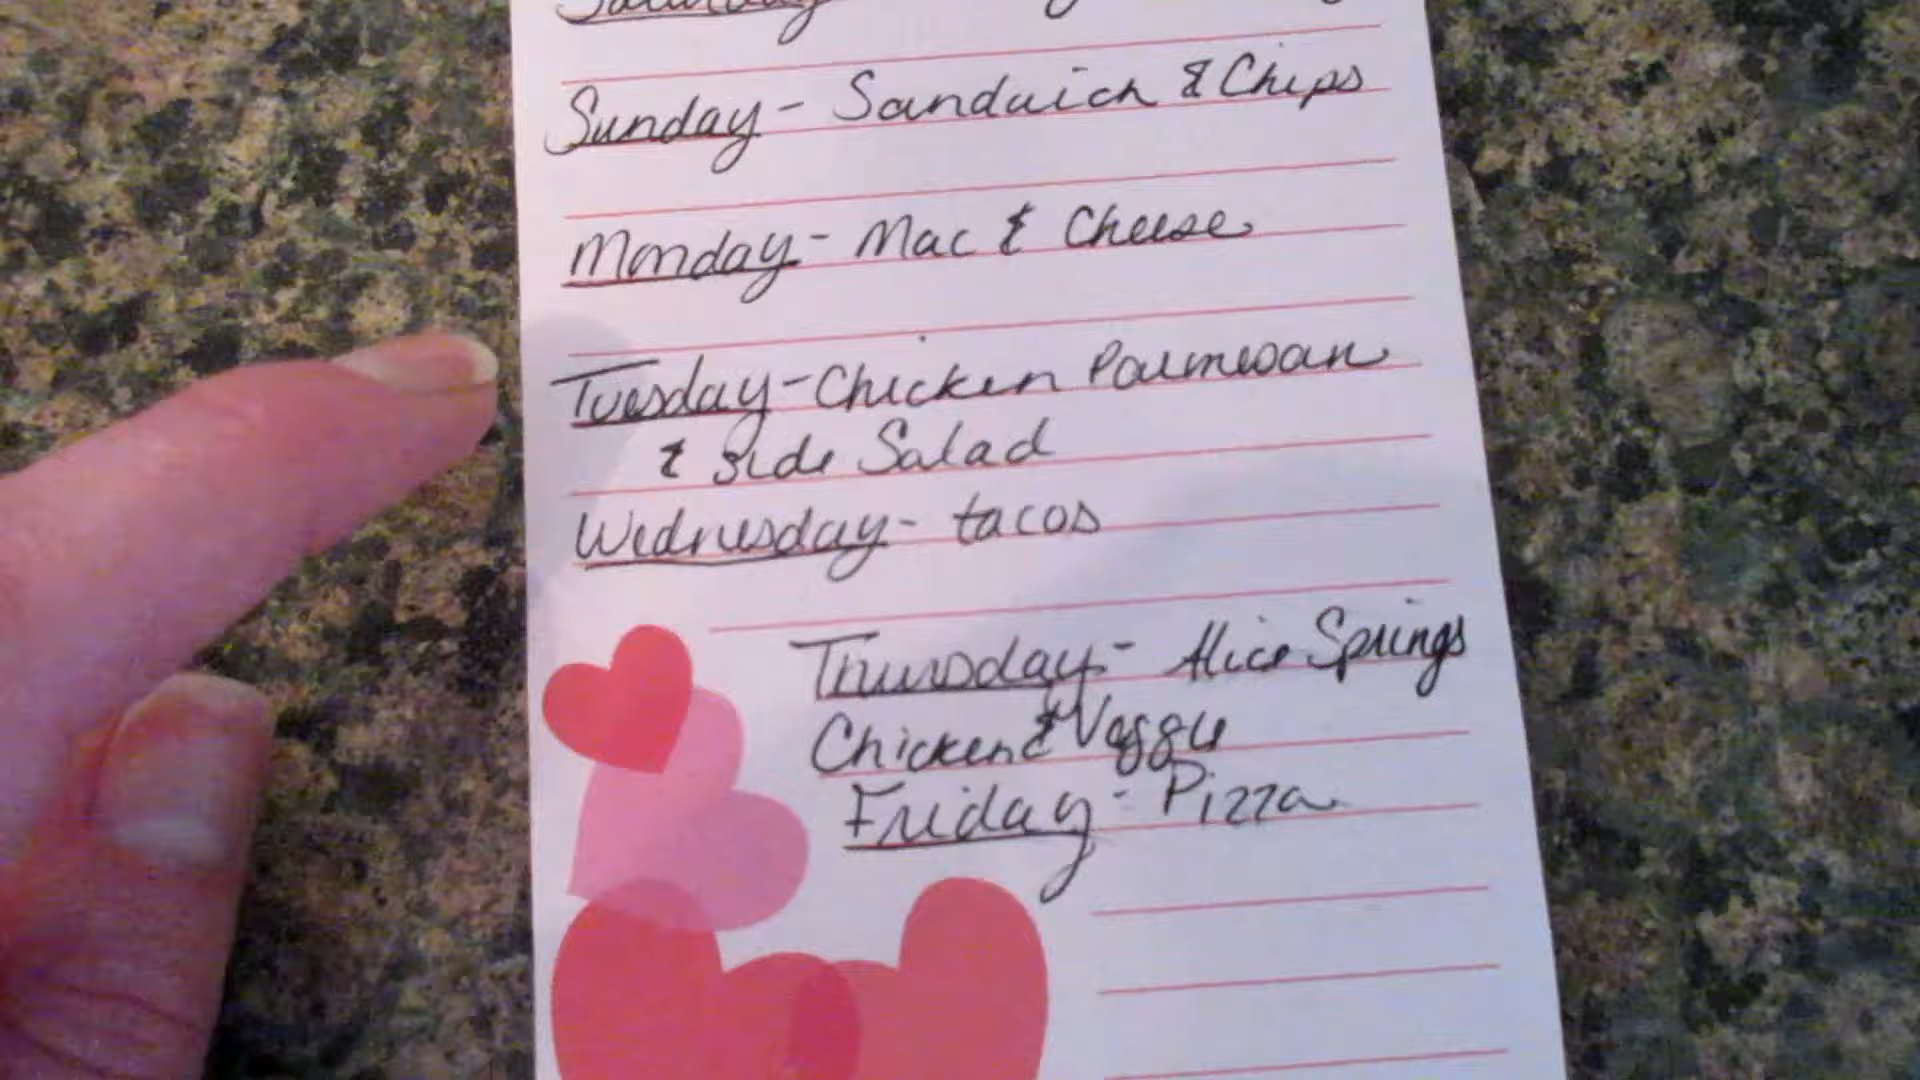 Saturday
Sunday - Sandwich & Chips
Monday - Mac & Cheese
Tuesday - Chicken Parmesan
& Side Salad
Wednesday - tacos
Thursday - Alice Springs
Chicken & Veggie
Friday - Pizza